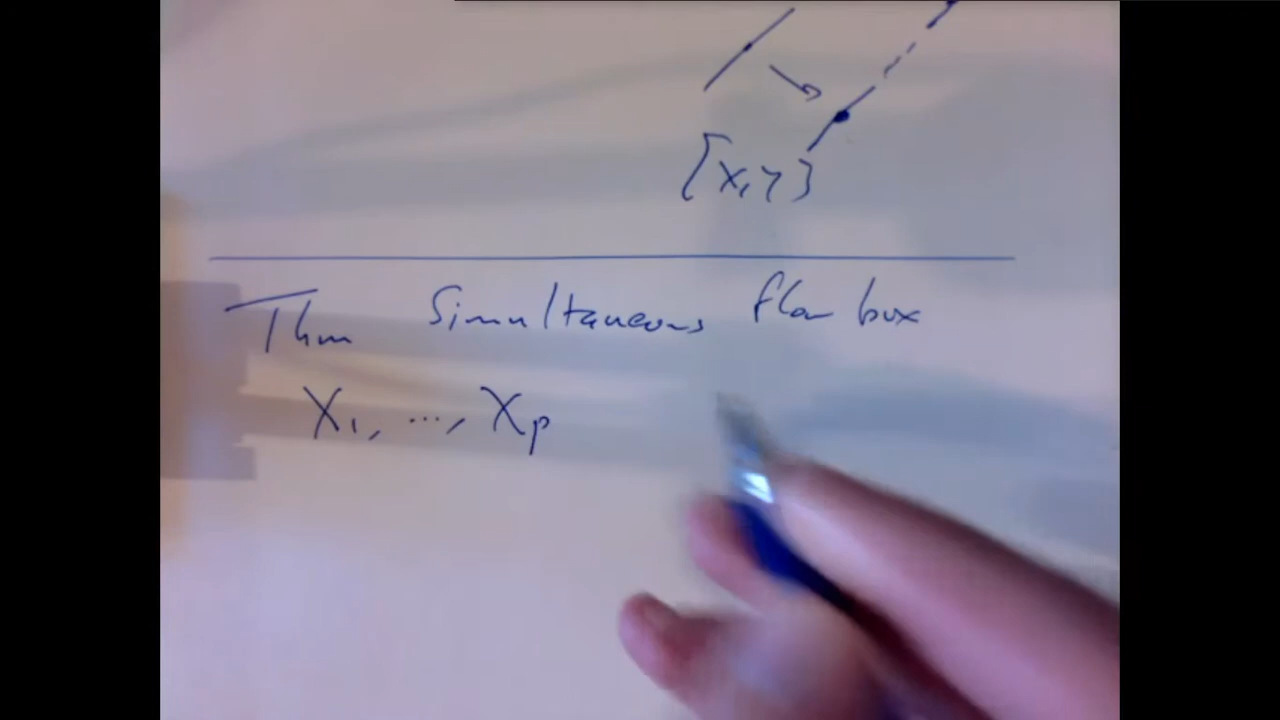 [X,Y]
Thm Simultaneous flow box
X₁, ..., Xₚ